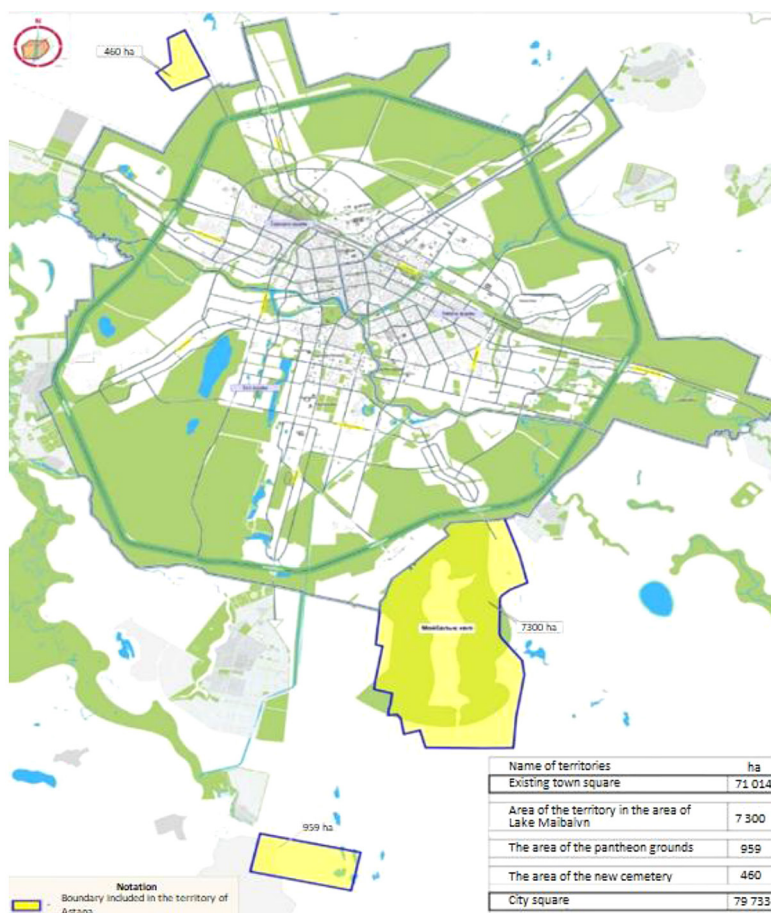 N
460 ha
7300 ha
959 ha
Name of territories ha
Existing town square 71 014
Area of the territory in the area of
Lake Maibalyn 7 300
The area of the pantheon grounds 959
The area of the new cemetery 460
City square 79 733
Notation
Boundary included in the territory of
Astana